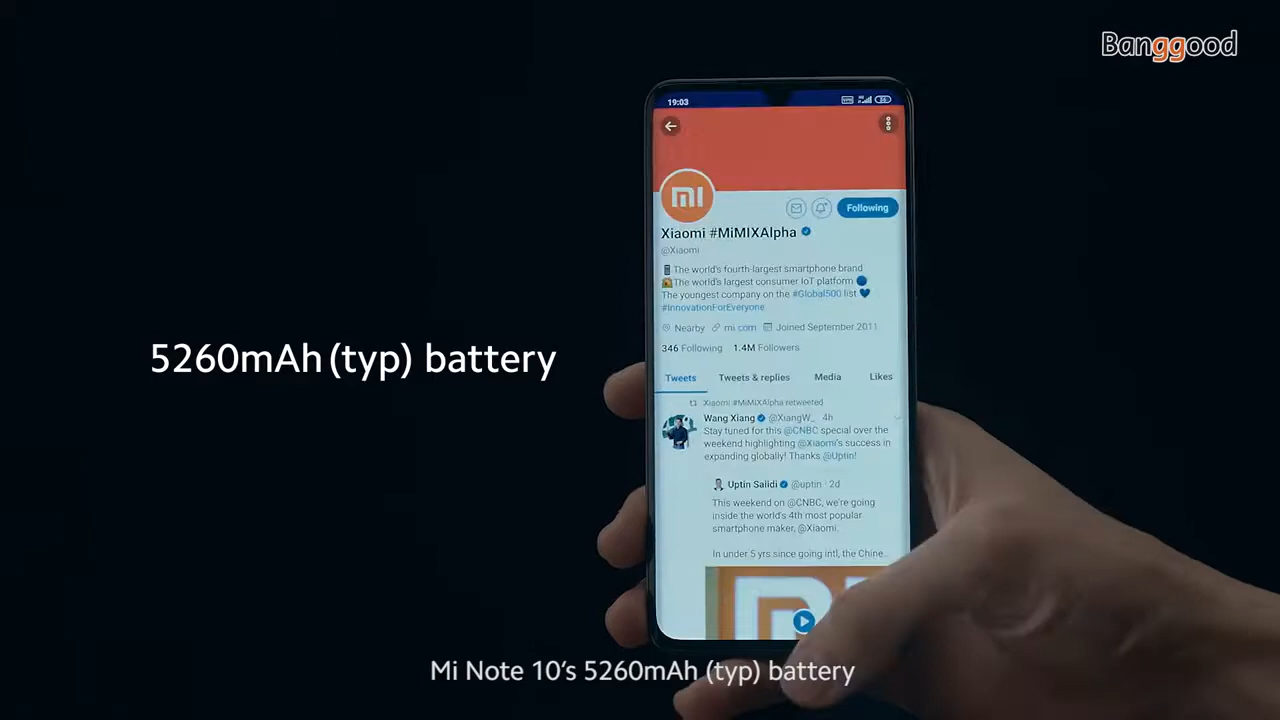 Banggood
19:03
mi
Following
Xiaomi #MiMIXAlpha
@Xiaomi
The world's fourth-largest smartphone brand
The world's largest consumer IoT platform
The youngest company on the #Global500 list
#InnovationForEveryone
Nearby mi.com Joined September 2011
346 Following 1.4M Followers
Tweets Tweets & replies Media Likes
Xiaomi #MiMIXAlpha retweeted
Wang Xiang @XiangW_ · 4h
Stay tuned for this @CNBC special over the
weekend highlighting @Xiaomi's success in
expanding globally! Thanks @Uptin!
Uptin Saiidi @uptin · 2d
This weekend on @CNBC, we're going
inside the world's 4th most popular
smartphone maker, @Xiaomi.
In under 5 yrs since going intl, the Chine...
5260mAh (typ) battery
Mi Note 10's 5260mAh (typ) battery